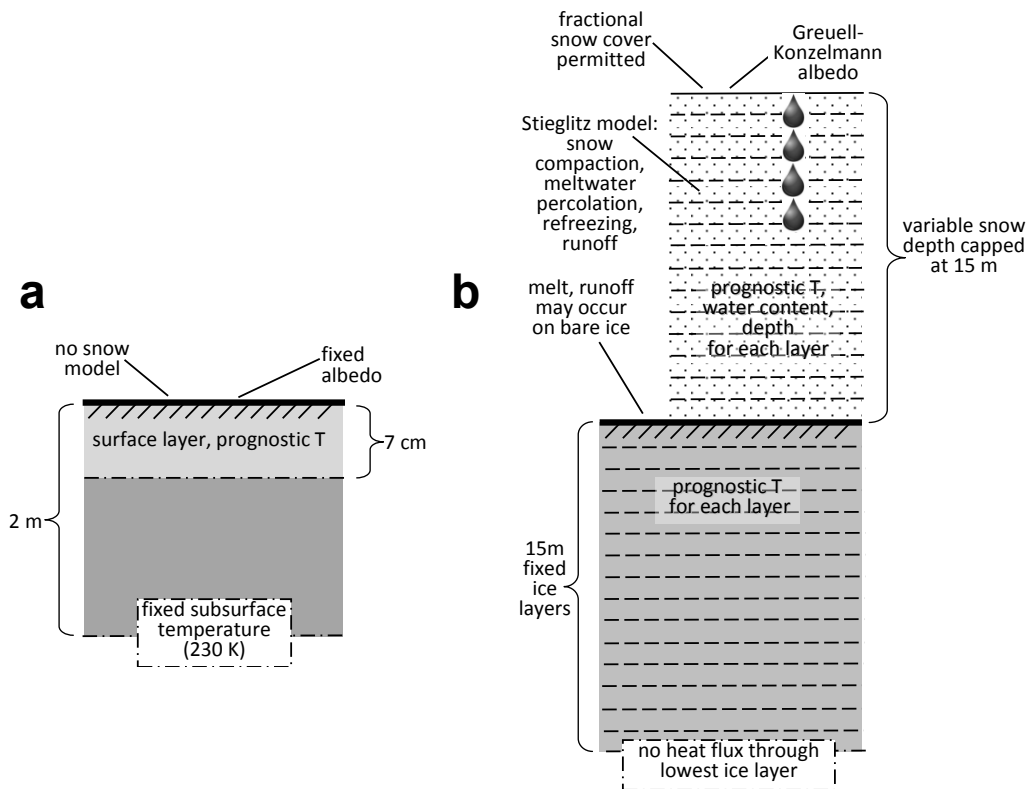 a
no snow
model
fixed
albedo
surface layer, prognostic T
7 cm
2 m
fixed subsurface
temperature
(230 K)
b
fractional
snow cover
permitted
Greuell-
Konzelmann
albedo
Stieglitz model:
snow
compaction,
meltwater
percolation,
refreezing,
runoff
variable snow
depth capped
at 15 m
melt, runoff
may occur
on bare ice
prognostic T,
water content,
depth
for each layer
prognostic T
for each layer
15m
fixed
ice
layers
no heat flux through
lowest ice layer